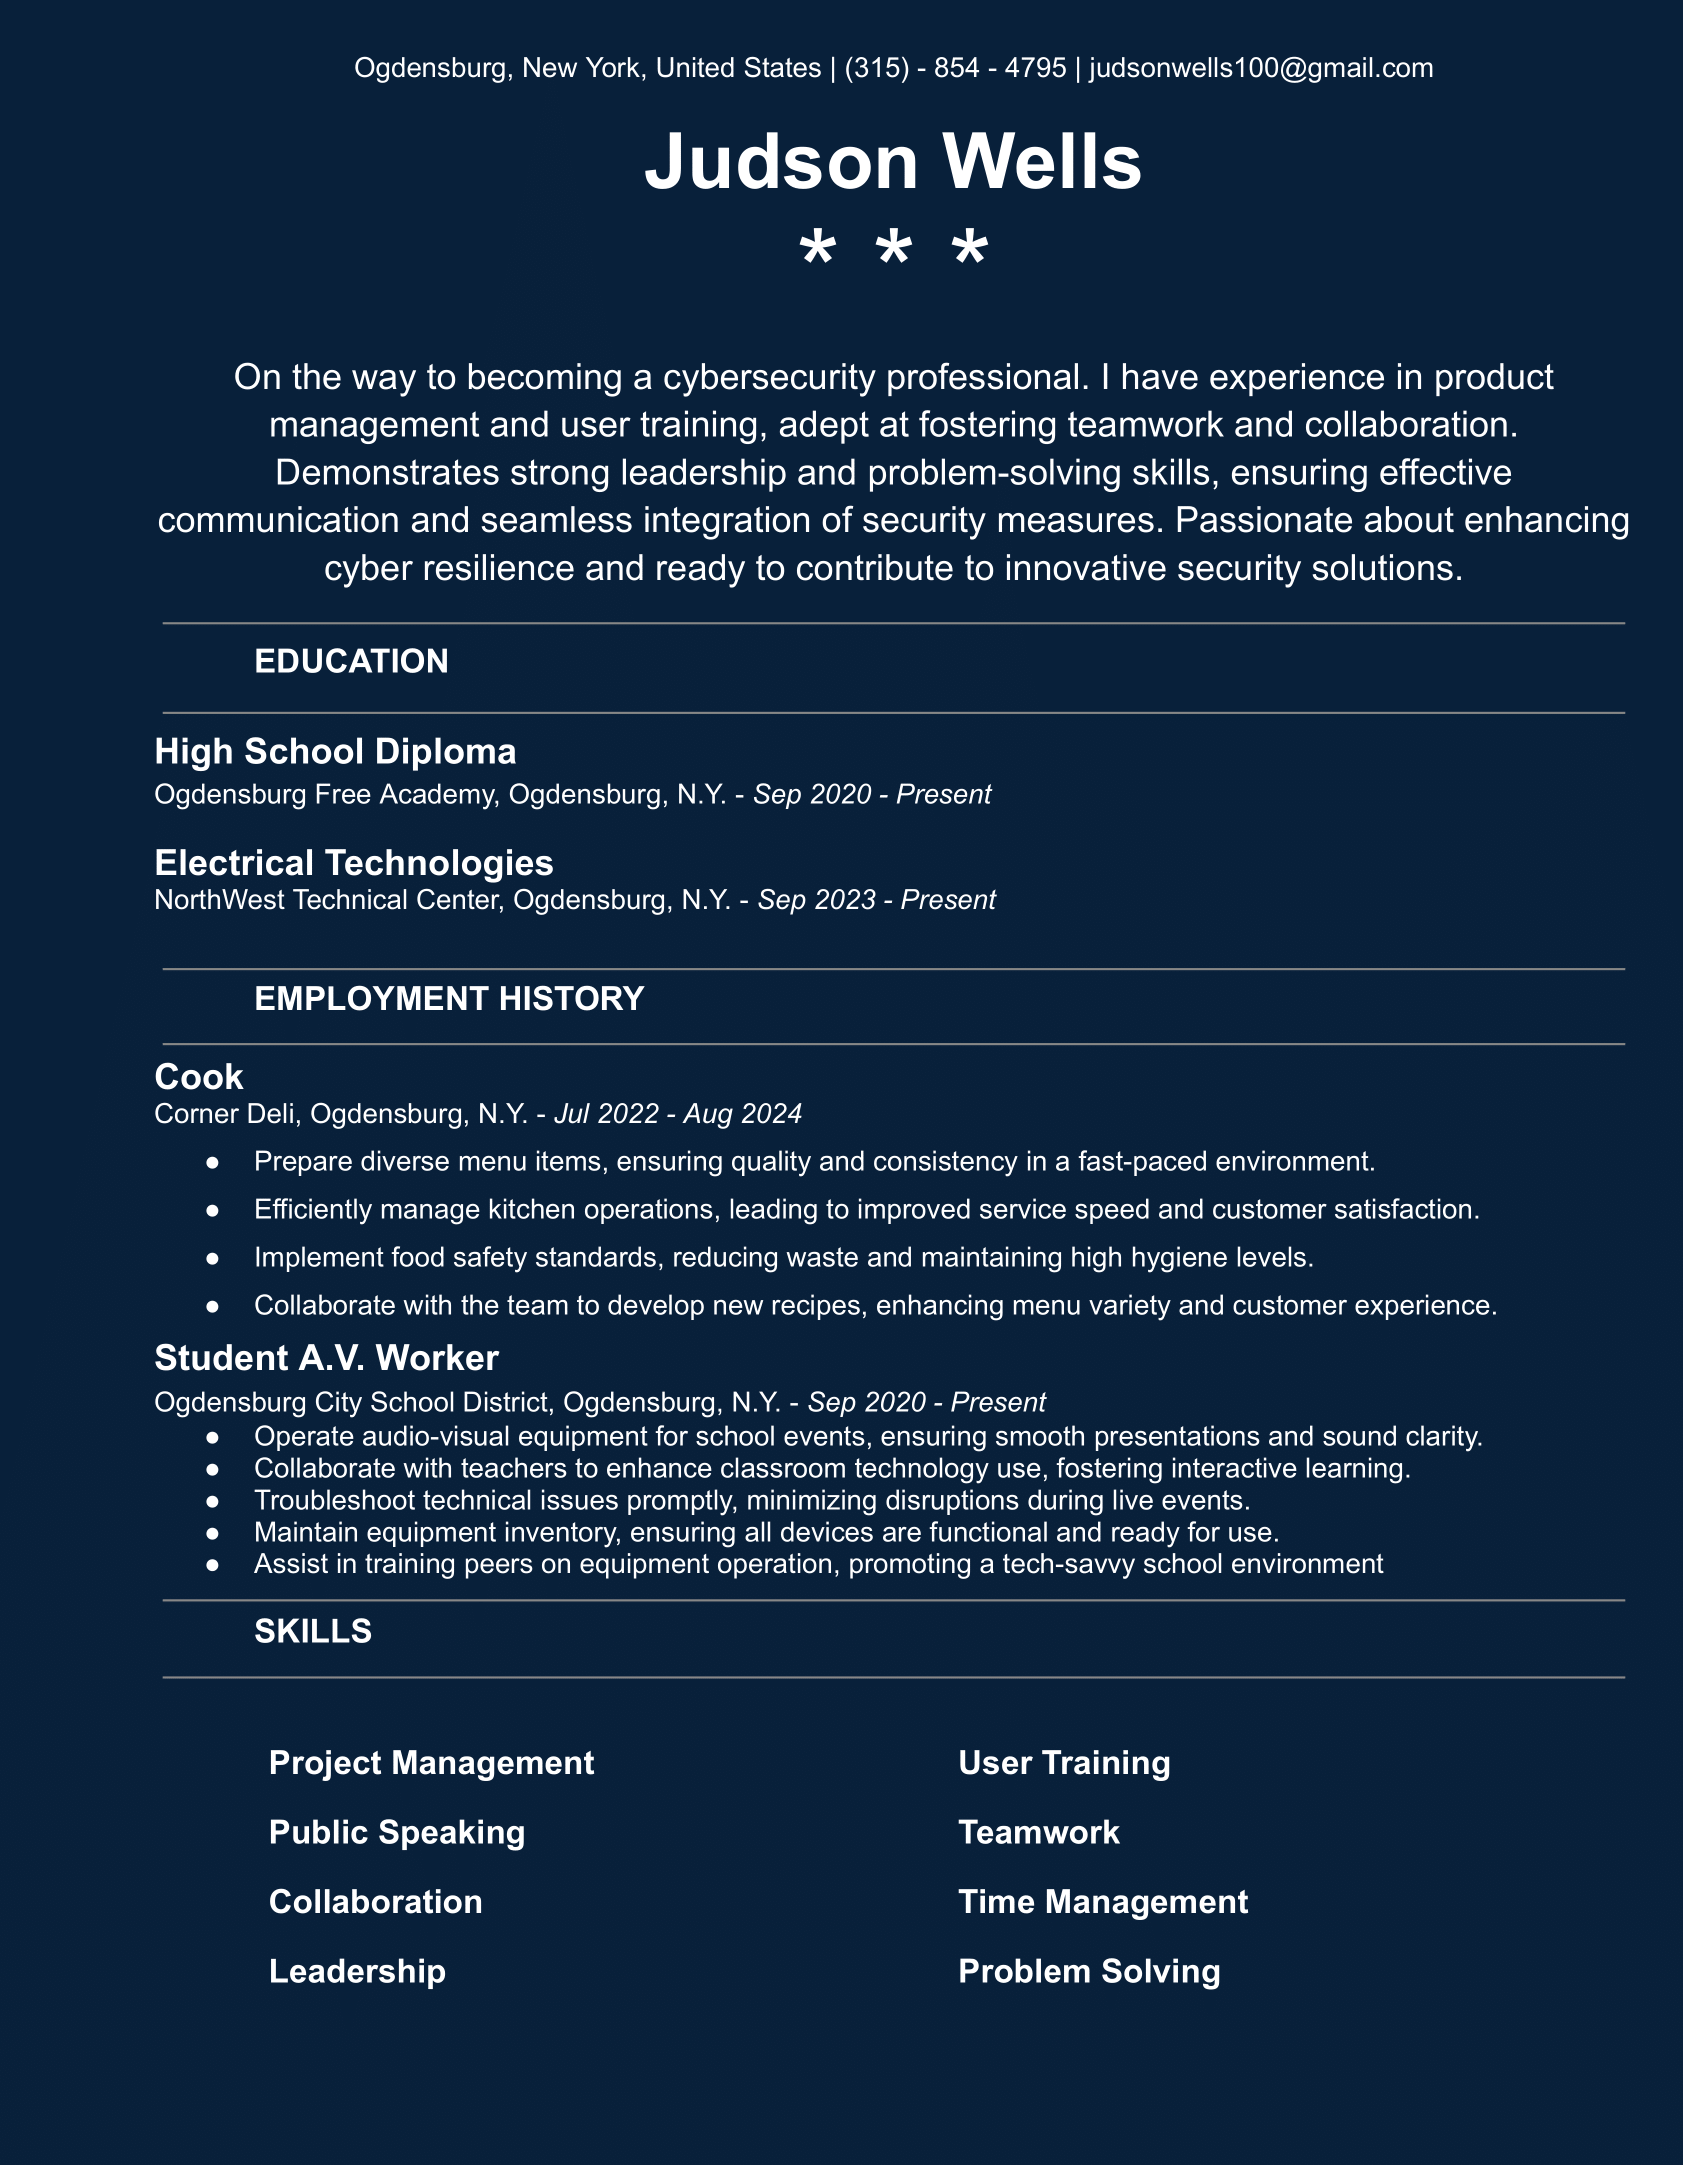 Ogdensburg, New York, United States | (315) - 854 - 4795 | judsonwells100@gmail.com
Judson Wells
* * *
On the way to becoming a cybersecurity professional. I have experience in product
management and user training, adept at fostering teamwork and collaboration.
Demonstrates strong leadership and problem-solving skills, ensuring effective
communication and seamless integration of security measures. Passionate about enhancing
cyber resilience and ready to contribute to innovative security solutions.
EDUCATION
High School Diploma
Ogdensburg Free Academy, Ogdensburg, N.Y. - Sep 2020 - Present
Electrical Technologies
NorthWest Technical Center, Ogdensburg, N.Y. - Sep 2023 - Present
EMPLOYMENT HISTORY
Cook
Corner Deli, Ogdensburg, N.Y. - Jul 2022 - Aug 2024
● Prepare diverse menu items, ensuring quality and consistency in a fast-paced environment.
● Efficiently manage kitchen operations, leading to improved service speed and customer satisfaction.
● Implement food safety standards, reducing waste and maintaining high hygiene levels.
● Collaborate with the team to develop new recipes, enhancing menu variety and customer experience.
Student A.V. Worker
Ogdensburg City School District, Ogdensburg, N.Y. - Sep 2020 - Present
● Operate audio-visual equipment for school events, ensuring smooth presentations and sound clarity.
● Collaborate with teachers to enhance classroom technology use, fostering interactive learning.
● Troubleshoot technical issues promptly, minimizing disruptions during live events.
● Maintain equipment inventory, ensuring all devices are functional and ready for use.
● Assist in training peers on equipment operation, promoting a tech-savvy school environment
SKILLS
Project Management User Training
Public Speaking Teamwork
Collaboration Time Management
Leadership Problem Solving